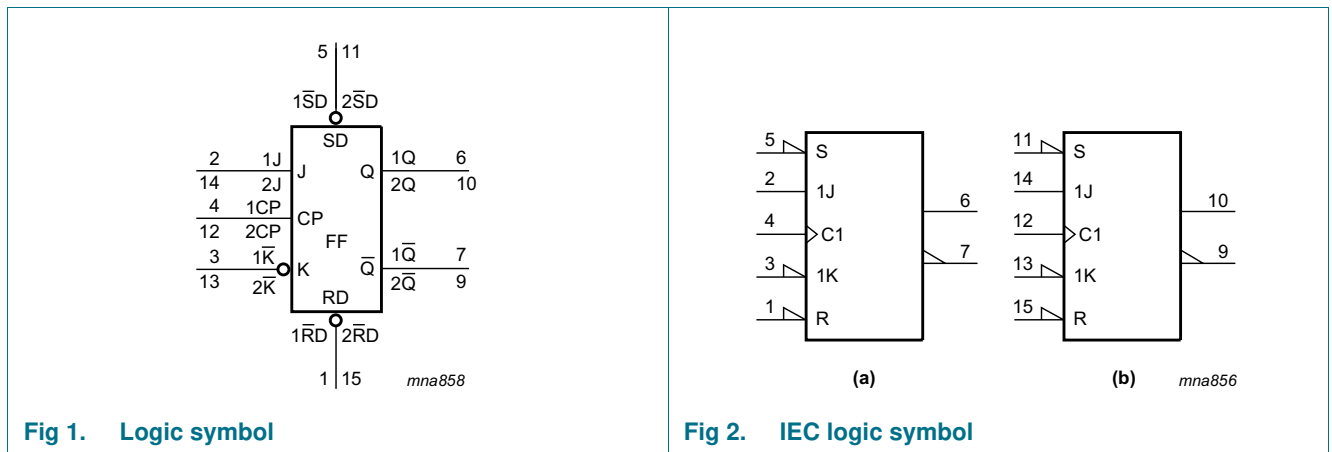 5 11
1S̅D 2S̅D
SD
2 1J J Q 1Q 6
14 2J 2Q 10
4 1CP CP
12 2CP
FF
3 1K̅ K Q̅ 1Q̅ 7
13 2K̅ 2Q̅ 9
RD
1R̅D 2R̅D
1 15 mna858
Fig 1. Logic symbol
5 S
2 1J
6
4 C1
7
3 1K
1 R
(a)
11 S
14 1J
10
12 C1
9
13 1K
15 R
(b) mna856
Fig 2. IEC logic symbol